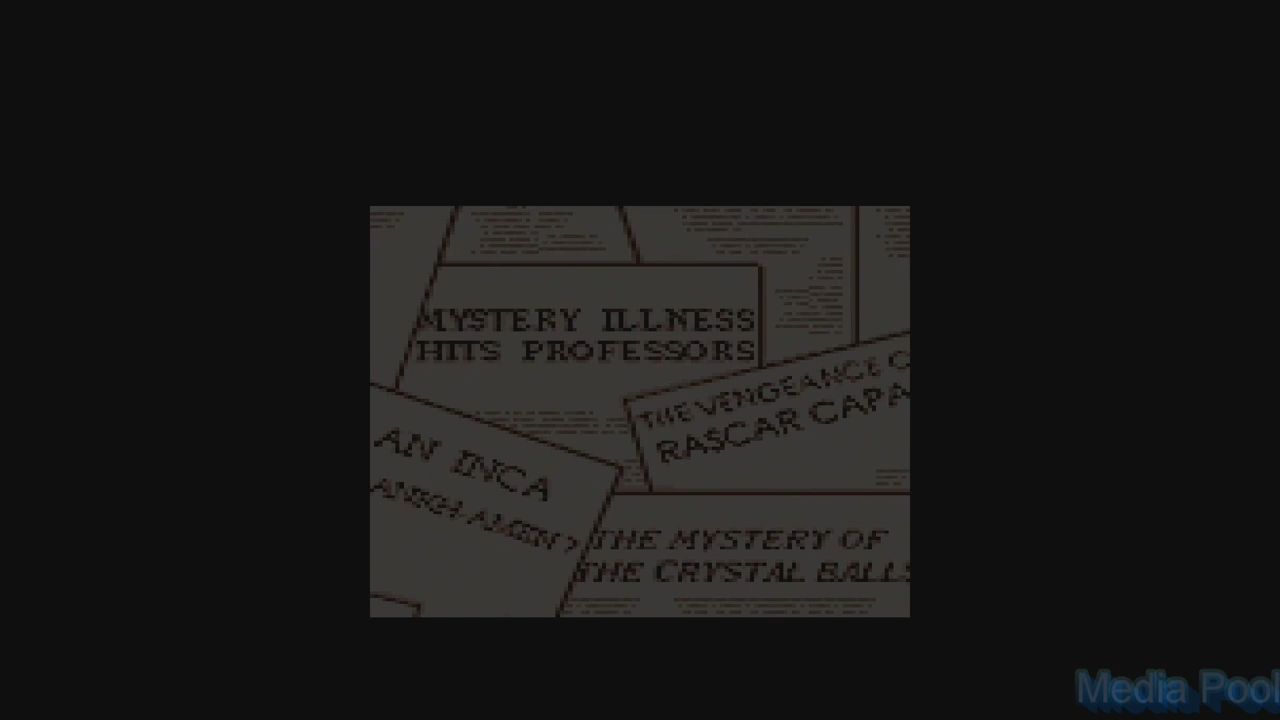 MYSTERY ILLNESS
HITS PROFESSORS
THE VENGEANCE
RASCAR CAPA
AN INCA
THE MYSTERY OF
THE CRYSTAL BALLS
Media Pool